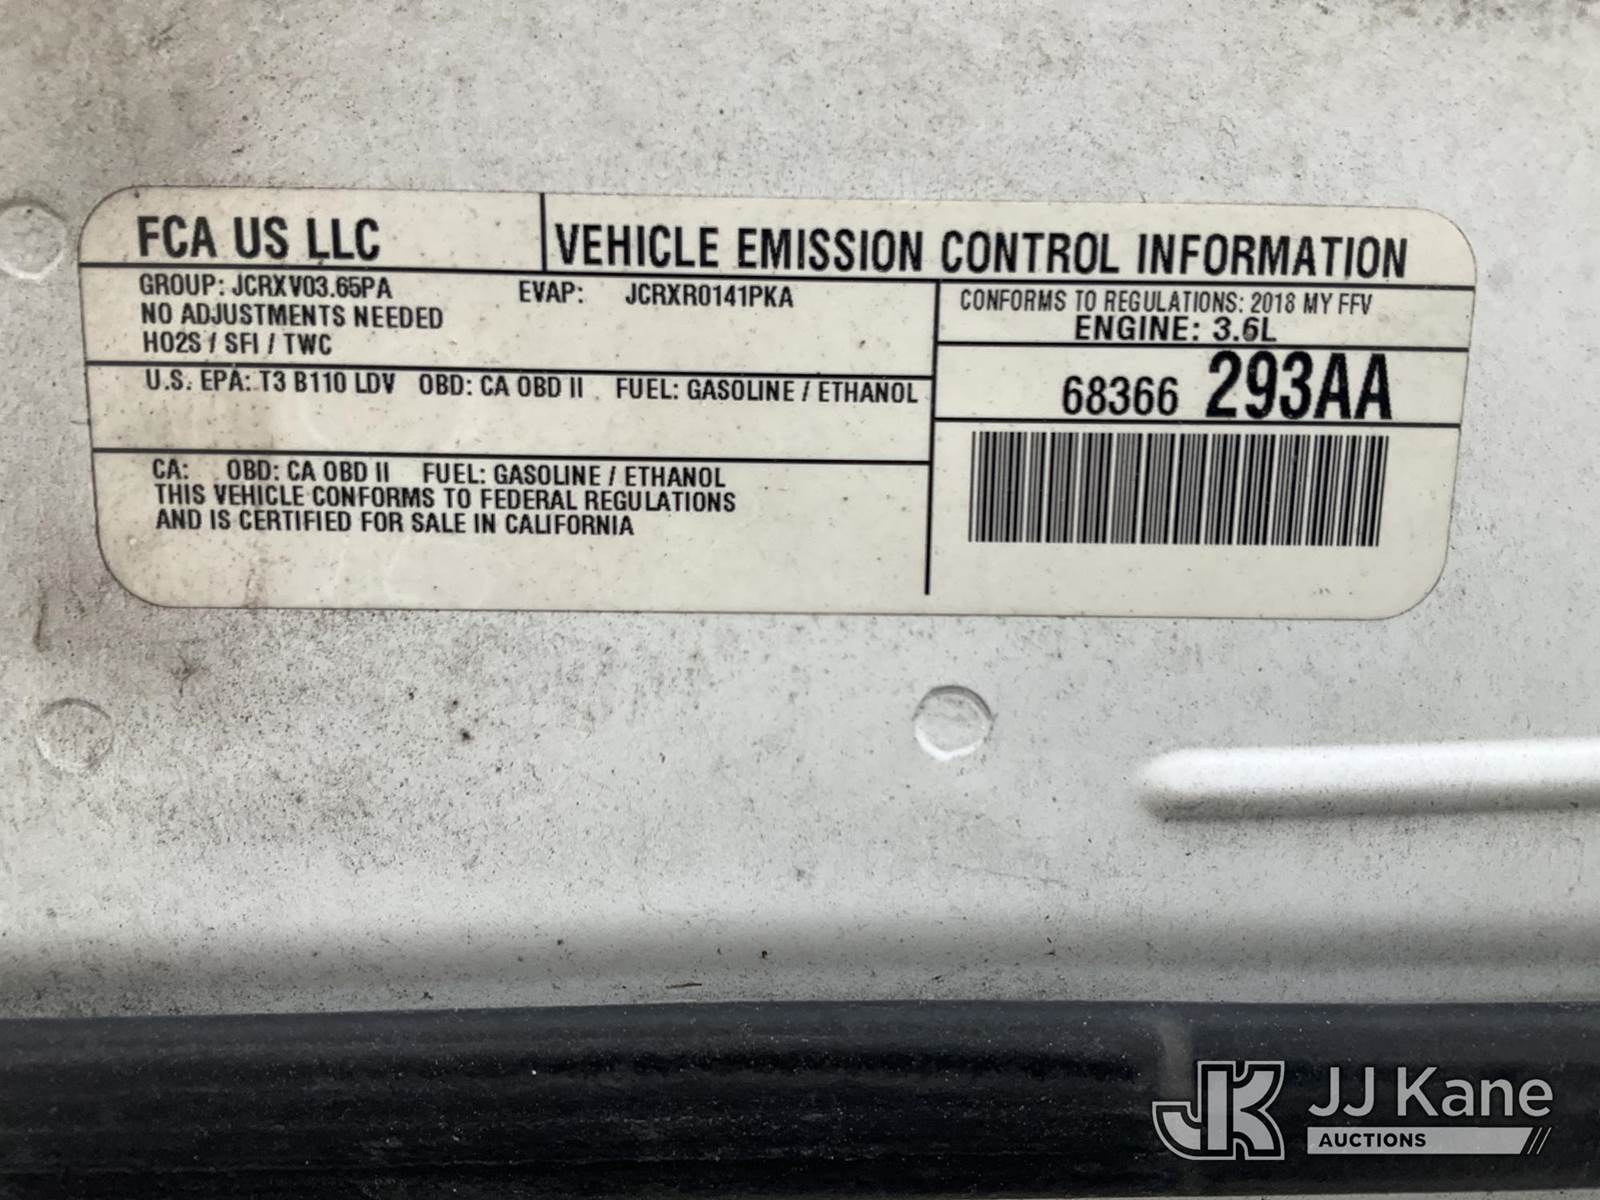 FCA US LLC
VEHICLE EMISSION CONTROL INFORMATION
GROUP: JCRXV03.65PA EVAP: JCRXR0141PKA
NO ADJUSTMENTS NEEDED
HO2S / SFI / TWC
CONFORMS TO REGULATIONS: 2018 MY FFV
ENGINE: 3.6L
68366 293AA
U.S. EPA: T3 B110 LDV OBD: CA OBD II FUEL: GASOLINE / ETHANOL
CA: OBD: CA OBD II FUEL: GASOLINE / ETHANOL
THIS VEHICLE CONFORMS TO FEDERAL REGULATIONS
AND IS CERTIFIED FOR SALE IN CALIFORNIA
JK JJ Kane
AUCTIONS